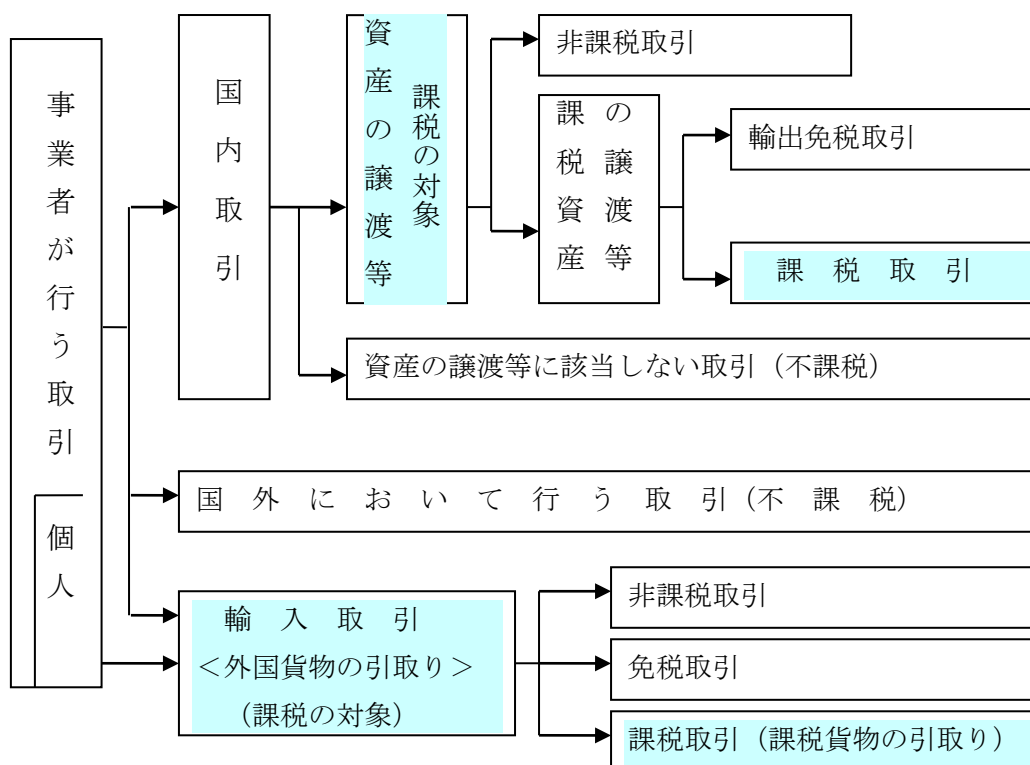 事業者が行う取引
個人
国内取引
資産の譲渡等
課税の対象
非課税取引
課税資産
の譲渡等
輸出免税取引
課税取引
資産の譲渡等に該当しない取引（不課税）
国外において行う取引（不課税）
輸入取引
＜外国貨物の引取り＞
（課税の対象）
非課税取引
免税取引
課税取引（課税貨物の引取り）